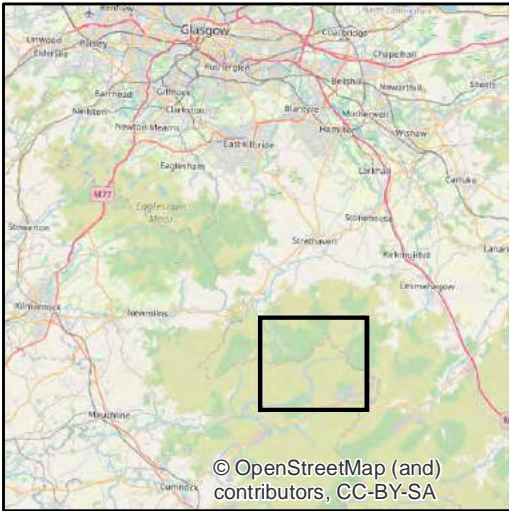 Renfrew
Glasgow
Coatbridge
Linwood
Paisley
Elderslie
Chapelhall
Rutherglen
Bellshill
Newarthill
Shotts
Barrhead
Giffnock
Neilston
Clarkston
Blantyre
Motherwell
Newton Mearns
Hamilton
Wishaw
East Kilbride
Eaglesham
Larkhall
Carluke
M77
Eaglesham
Moor
Stonehouse
Stewarton
Strathaven
Lanark
Kirkmuirhill
Lesmahagow
Kilmarnock
Newmilns
Mauchline
M
Cumnock
© OpenStreetMap (and)
contributors, CC-BY-SA